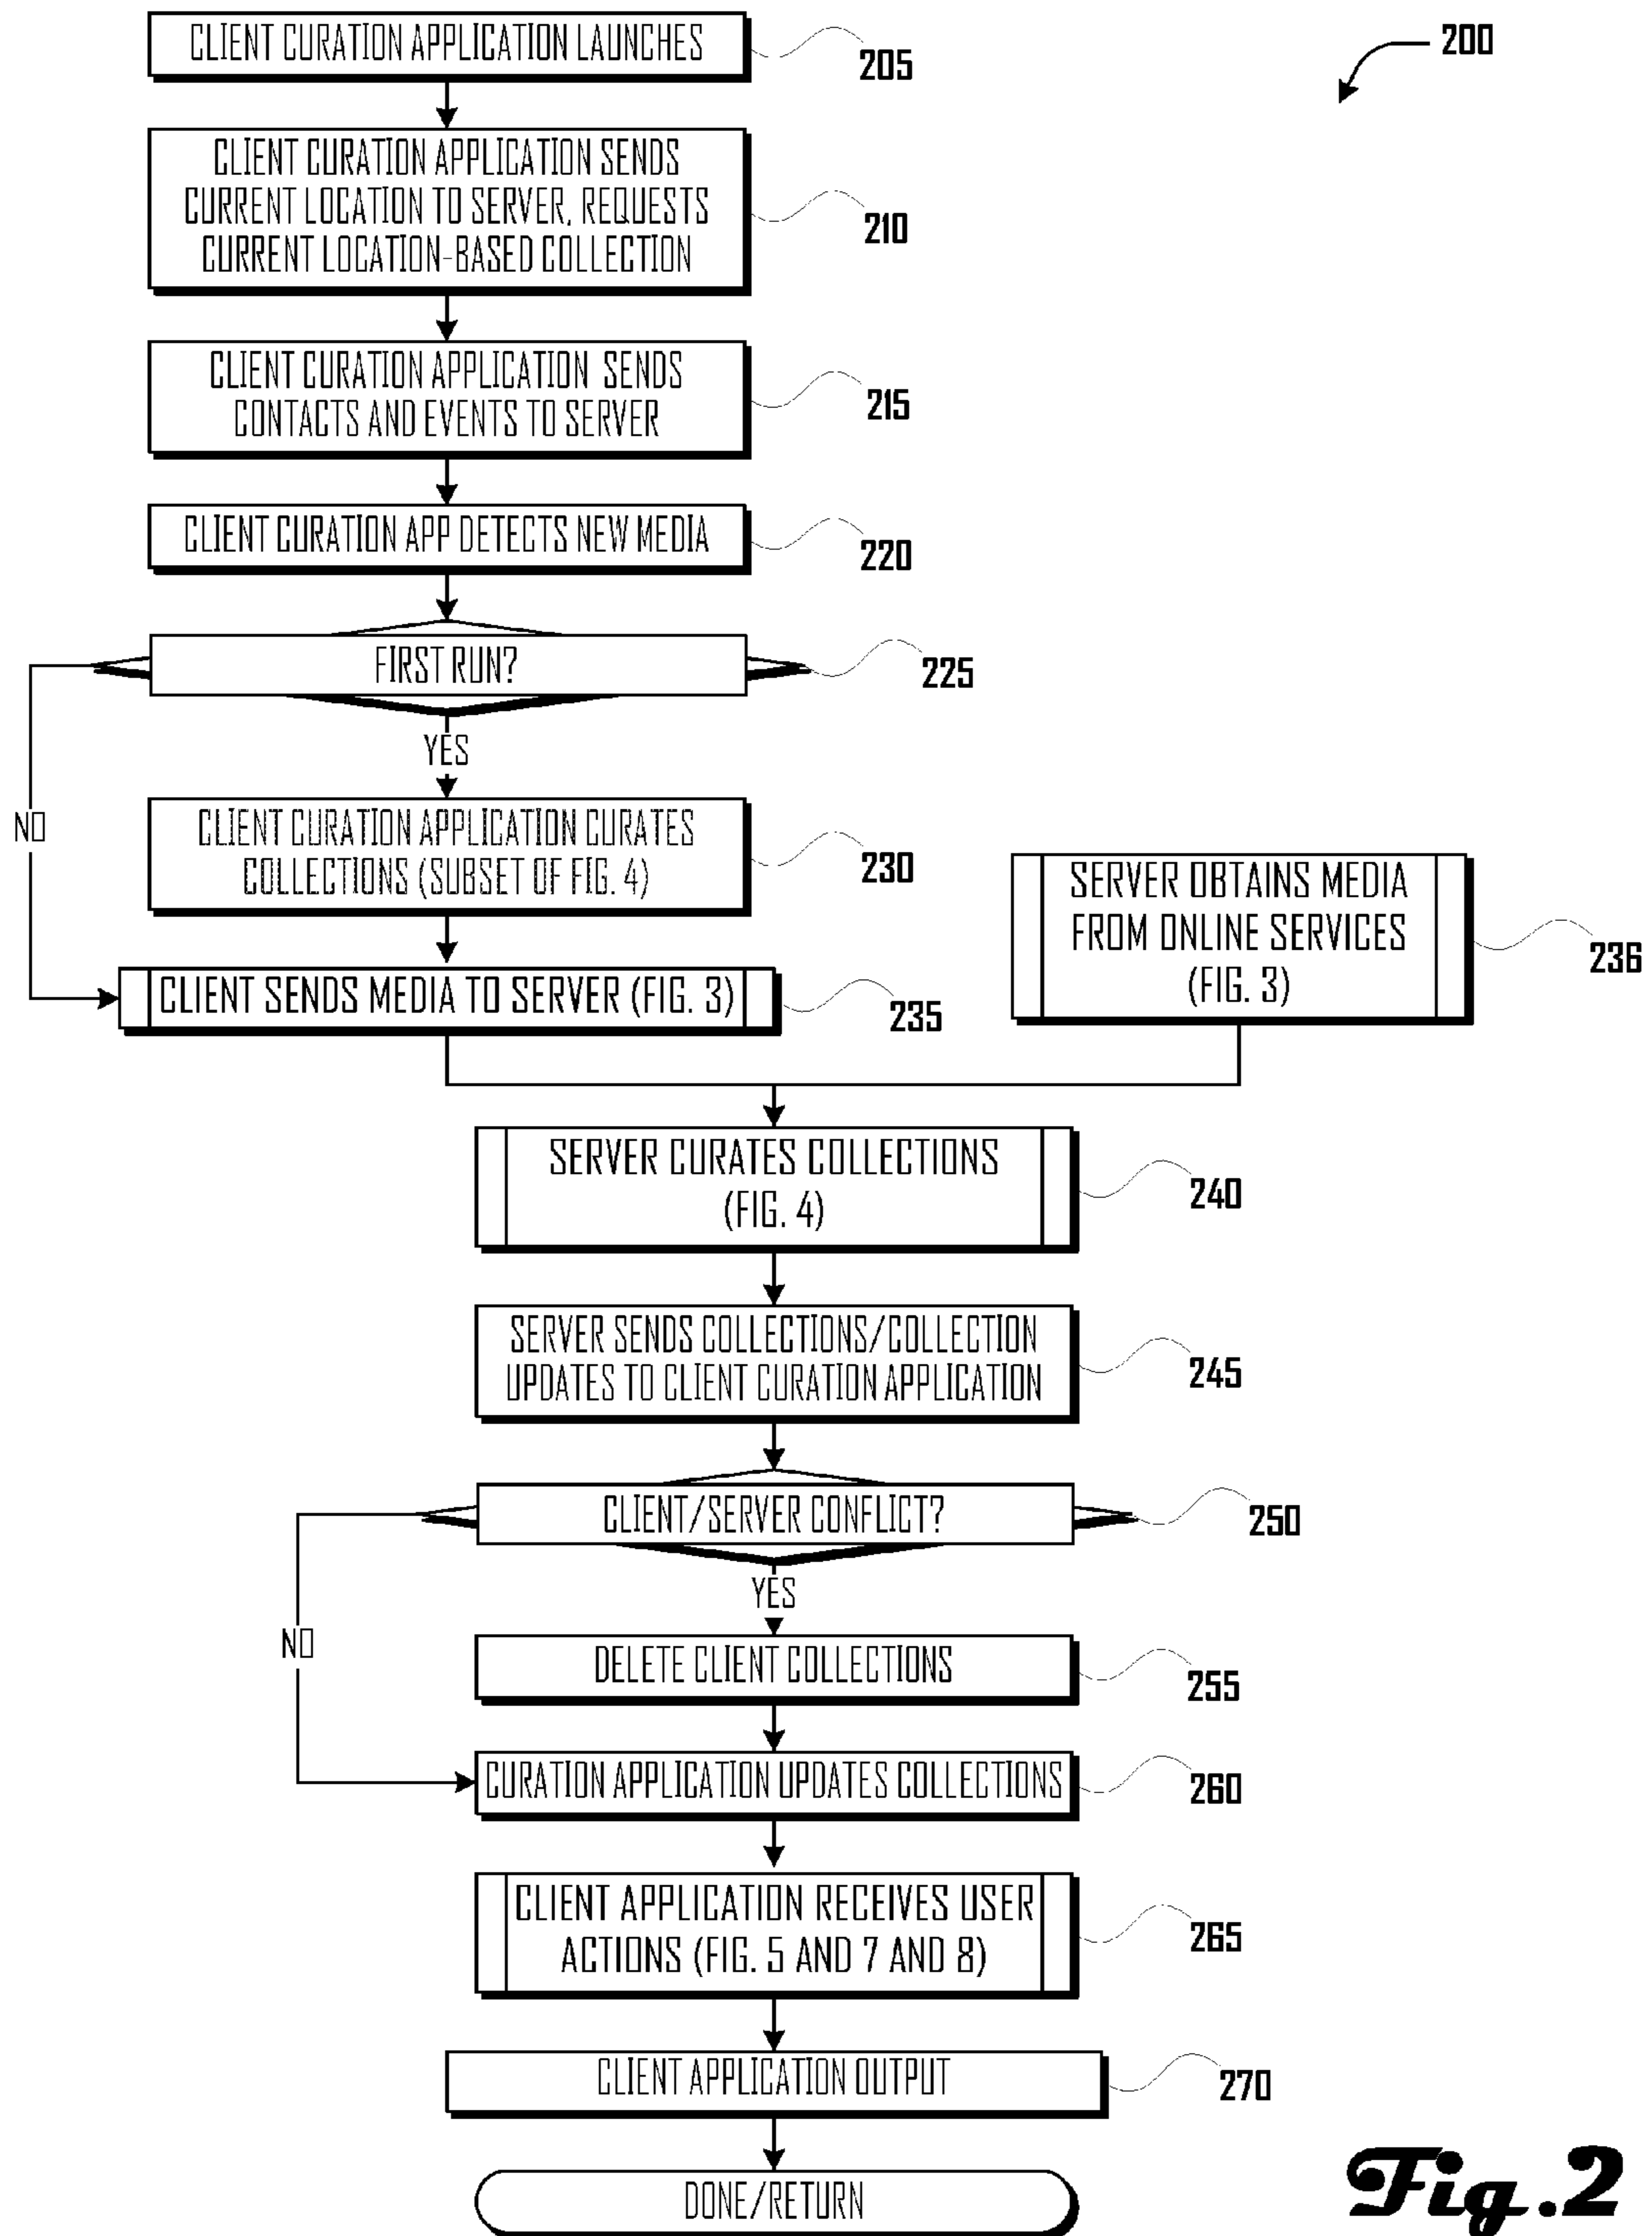 CLIENT CURATION APPLICATION LAUNCHES
205
200
CLIENT CURATION APPLICATION SENDS
CURRENT LOCATION TO SERVER, REQUESTS
CURRENT LOCATION-BASED COLLECTION
210
CLIENT CURATION APPLICATION SENDS
CONTACTS AND EVENTS TO SERVER
215
CLIENT CURATION APP DETECTS NEW MEDIA
220
FIRST RUN?
225
YES
NO
CLIENT CURATION APPLICATION CURATES
COLLECTIONS (SUBSET OF FIG. 4)
230
SERVER OBTAINS MEDIA
FROM ONLINE SERVICES
(FIG. 3)
236
CLIENT SENDS MEDIA TO SERVER (FIG. 3)
235
SERVER CURATES COLLECTIONS
(FIG. 4)
240
SERVER SENDS COLLECTIONS/COLLECTION
UPDATES TO CLIENT CURATION APPLICATION
245
CLIENT/SERVER CONFLICT?
250
YES
NO
DELETE CLIENT COLLECTIONS
255
CURATION APPLICATION UPDATES COLLECTIONS
260
CLIENT APPLICATION RECEIVES USER
ACTIONS (FIG. 5 AND 7 AND 8)
265
CLIENT APPLICATION OUTPUT
270
DONE/RETURN
Fig.2